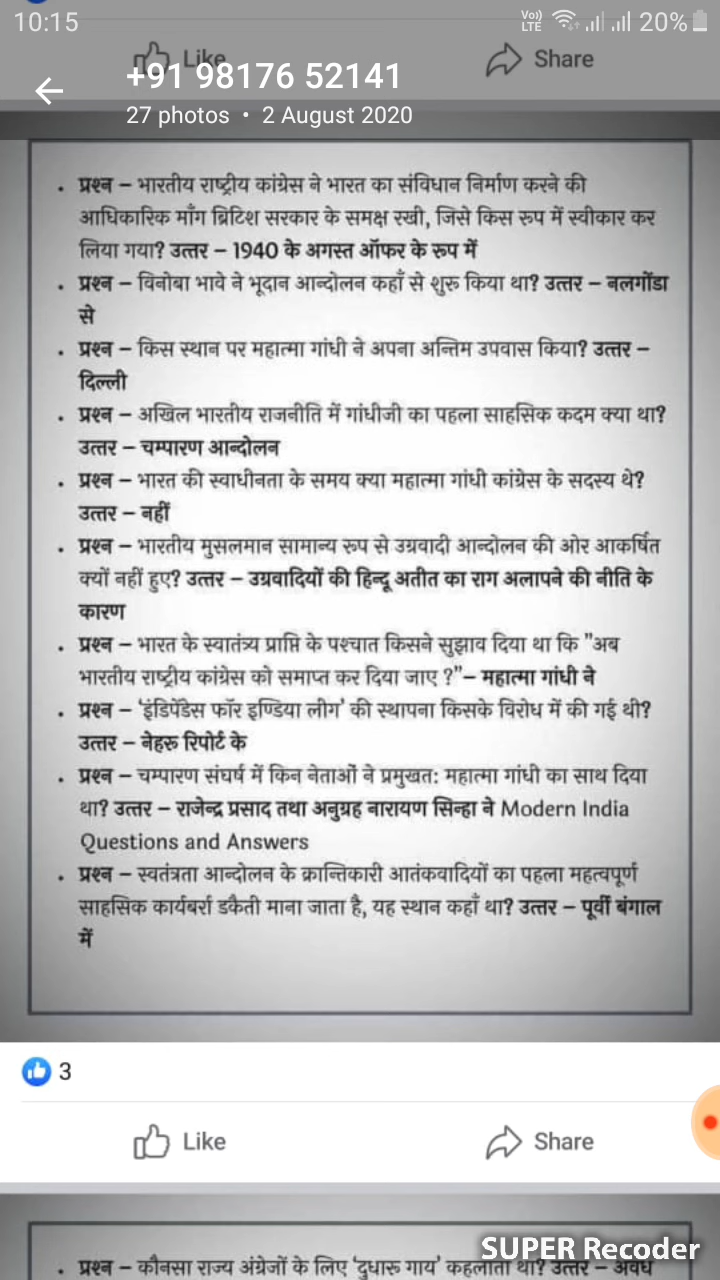 10:15
Vo)) LTE 20%
Like Share
+91 98176 52141
27 photos • 2 August 2020
• प्रश्न – भारतीय राष्ट्रीय कांग्रेस ने भारत का संविधान निर्माण करने की
आधिकारिक माँग ब्रिटिश सरकार के समक्ष रखी, जिसे किस रूप में स्वीकार कर
लिया गया? उत्तर – 1940 के अगस्त ऑफर के रूप में
• प्रश्न – विनोबा भावे ने भूदान आन्दोलन कहाँ से शुरू किया था? उत्तर – नलगोंडा
से
• प्रश्न – किस स्थान पर महात्मा गांधी ने अपना अन्तिम उपवास किया? उत्तर –
दिल्ली
• प्रश्न – अखिल भारतीय राजनीति में गांधीजी का पहला साहसिक कदम क्या था?
उत्तर – चम्पारण आन्दोलन
• प्रश्न – भारत की स्वाधीनता के समय क्या महात्मा गांधी कांग्रेस के सदस्य थे?
उत्तर – नहीं
• प्रश्न – भारतीय मुसलमान सामान्य रूप से उग्रवादी आन्दोलन की ओर आकर्षित
क्यों नहीं हुए? उत्तर – उग्रवादियों की हिन्दू अतीत का राग अलापने की नीति के
कारण
• प्रश्न – भारत के स्वातंत्र्य प्राप्ति के पश्चात किसने सुझाव दिया था कि "अब
भारतीय राष्ट्रीय कांग्रेस को समाप्त कर दिया जाए ?"– महात्मा गांधी ने
• प्रश्न – 'इंडिपेंडेस फॉर इण्डिया लीग' की स्थापना किसके विरोध में की गई थी?
उत्तर – नेहरू रिपोर्ट के
• प्रश्न – चम्पारण संघर्ष में किन नेताओं ने प्रमुखत: महात्मा गांधी का साथ दिया
था? उत्तर – राजेन्द्र प्रसाद तथा अनुग्रह नारायण सिन्हा ने Modern India
Questions and Answers
• प्रश्न – स्वतंत्रता आन्दोलन के क्रान्तिकारी आतंकवादियों का पहला महत्वपूर्ण
साहसिक कार्यबर्रा डकैती माना जाता है, यह स्थान कहाँ था? उत्तर – पूर्वी बंगाल
में
3
Like Share
SUPER Recoder
• प्रश्न – कौनसा राज्य अंग्रेजों के लिए 'दुधारू गाय' कहलाता था? उत्तर – अवध